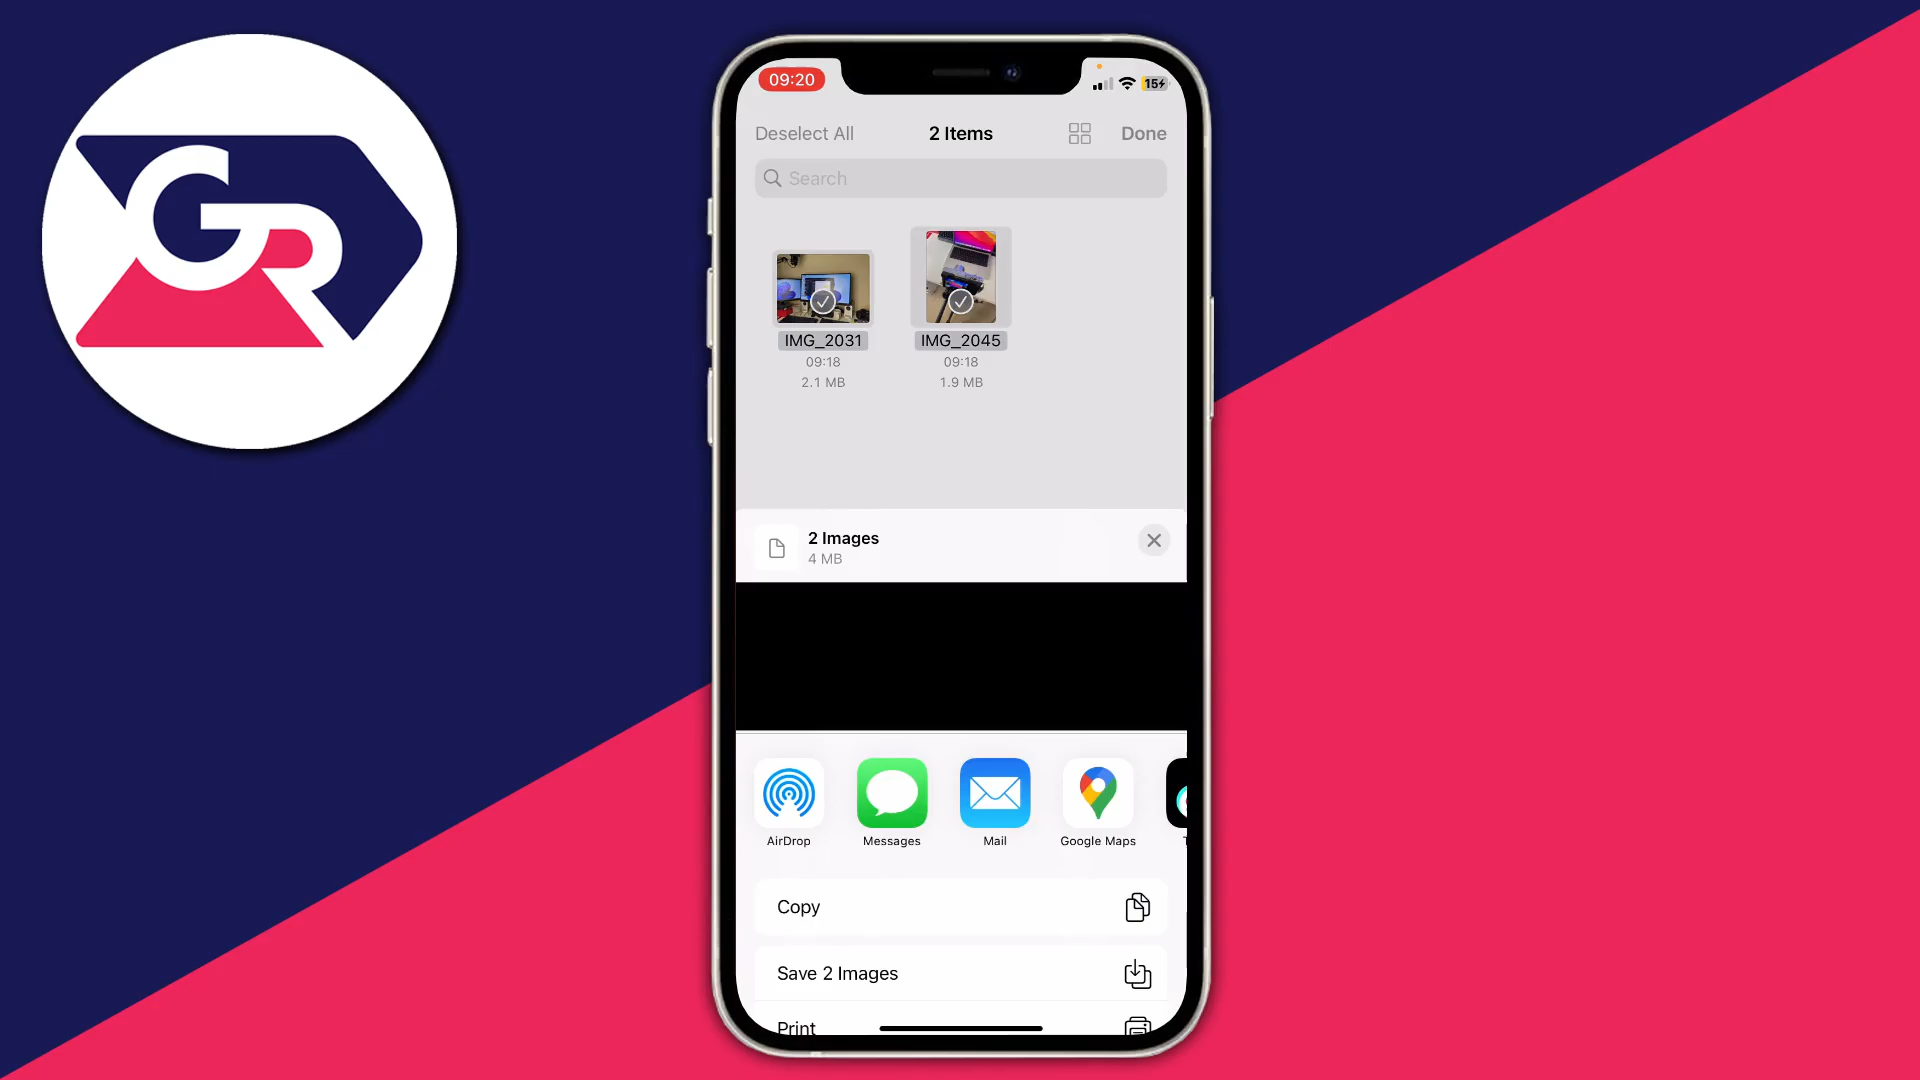 GR
09:20
15
Deselect All
2 Items
Done
Search
IMG_2031
09:18
2.1 MB
IMG_2045
09:18
1.9 MB
2 Images
4 MB
AirDrop
Messages
Mail
Google Maps
Copy
Save 2 Images
Print